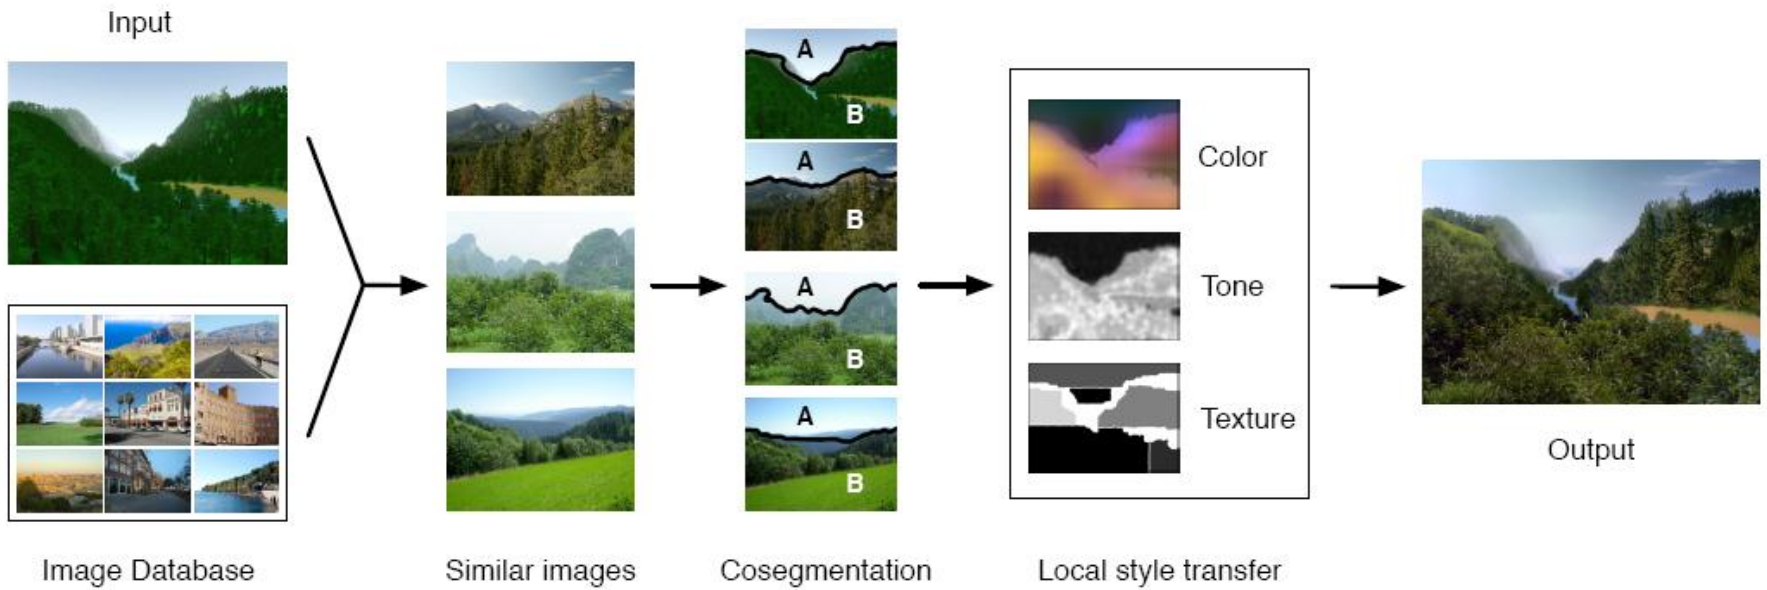 Input
Image Database
Similar images
A
B
A
B
A
B
A
B
Cosegmentation
Color
Tone
Texture
Local style transfer
Output